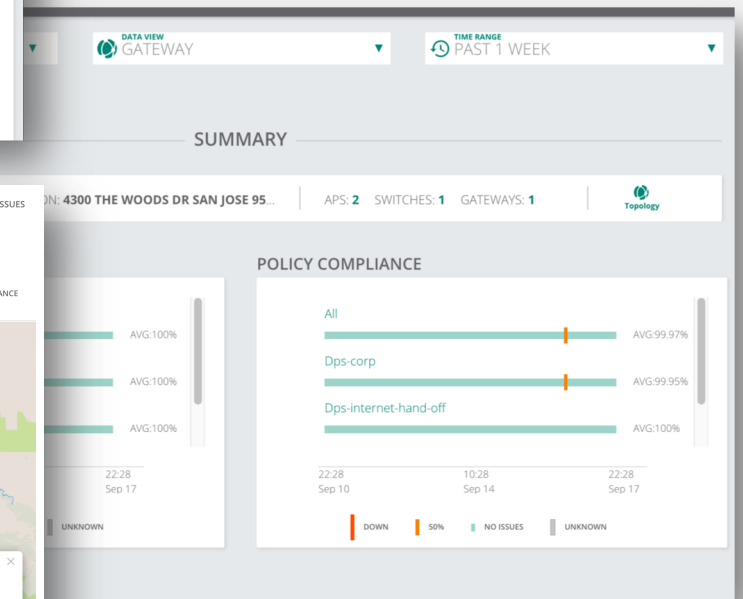 DATA VIEW
GATEWAY
TIME RANGE
PAST 1 WEEK
SUMMARY
ON: 4300 THE WOODS DR SAN JOSE 95...
APS: 2 SWITCHES: 1 GATEWAYS: 1
Topology
SSUES
ANCE
AVG:100%
AVG:100%
AVG:100%
22:28
Sep 17
UNKNOWN
POLICY COMPLIANCE
All
AVG:99.97%
Dps-corp
AVG:99.95%
Dps-internet-hand-off
AVG:100%
22:28 10:28 22:28
Sep 10 Sep 14 Sep 17
DOWN 50% NO ISSUES UNKNOWN